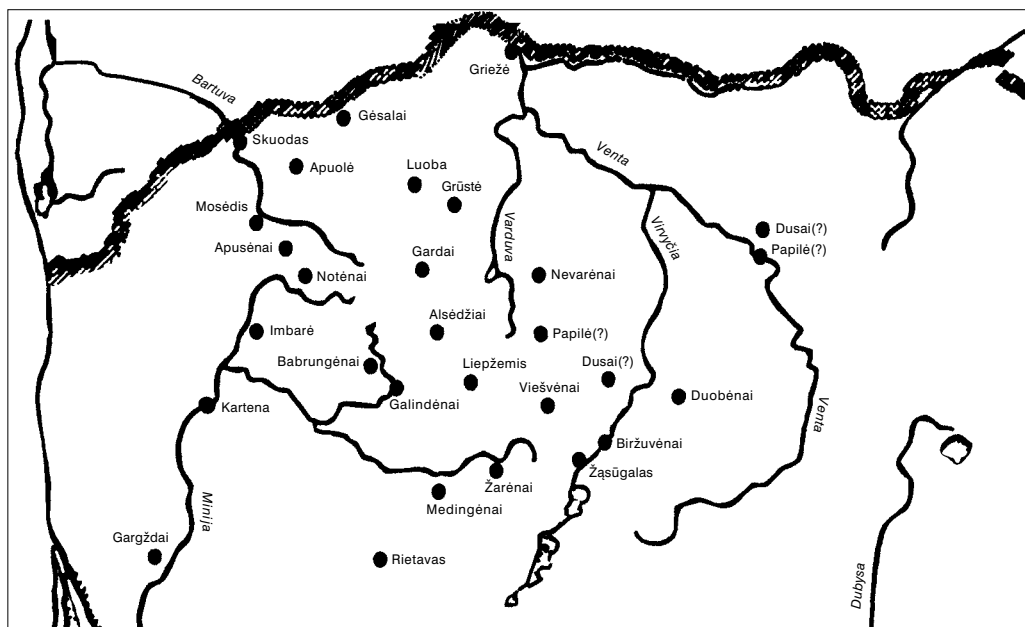 Griežė
Bartuva
Gėsalai
Skuodas
Venta
Apuolė
Luoba
Grūstė
Mosėdis
Varduva
Virvyčia
Dusai(?)
Apusėnai
Papilė(?)
Gardai
Notėnai
Nevarėnai
Alsėdžiai
Imbarė
Papilė(?)
Babrungėnai
Liepžemis
Dusai(?)
Viešvėnai
Galindėnai
Duobėnai
Kartena
Venta
Biržuvėnai
Žąsūgalas
Žarėnai
Medingėnai
Minija
Gargždai
Rietavas
Dubysa